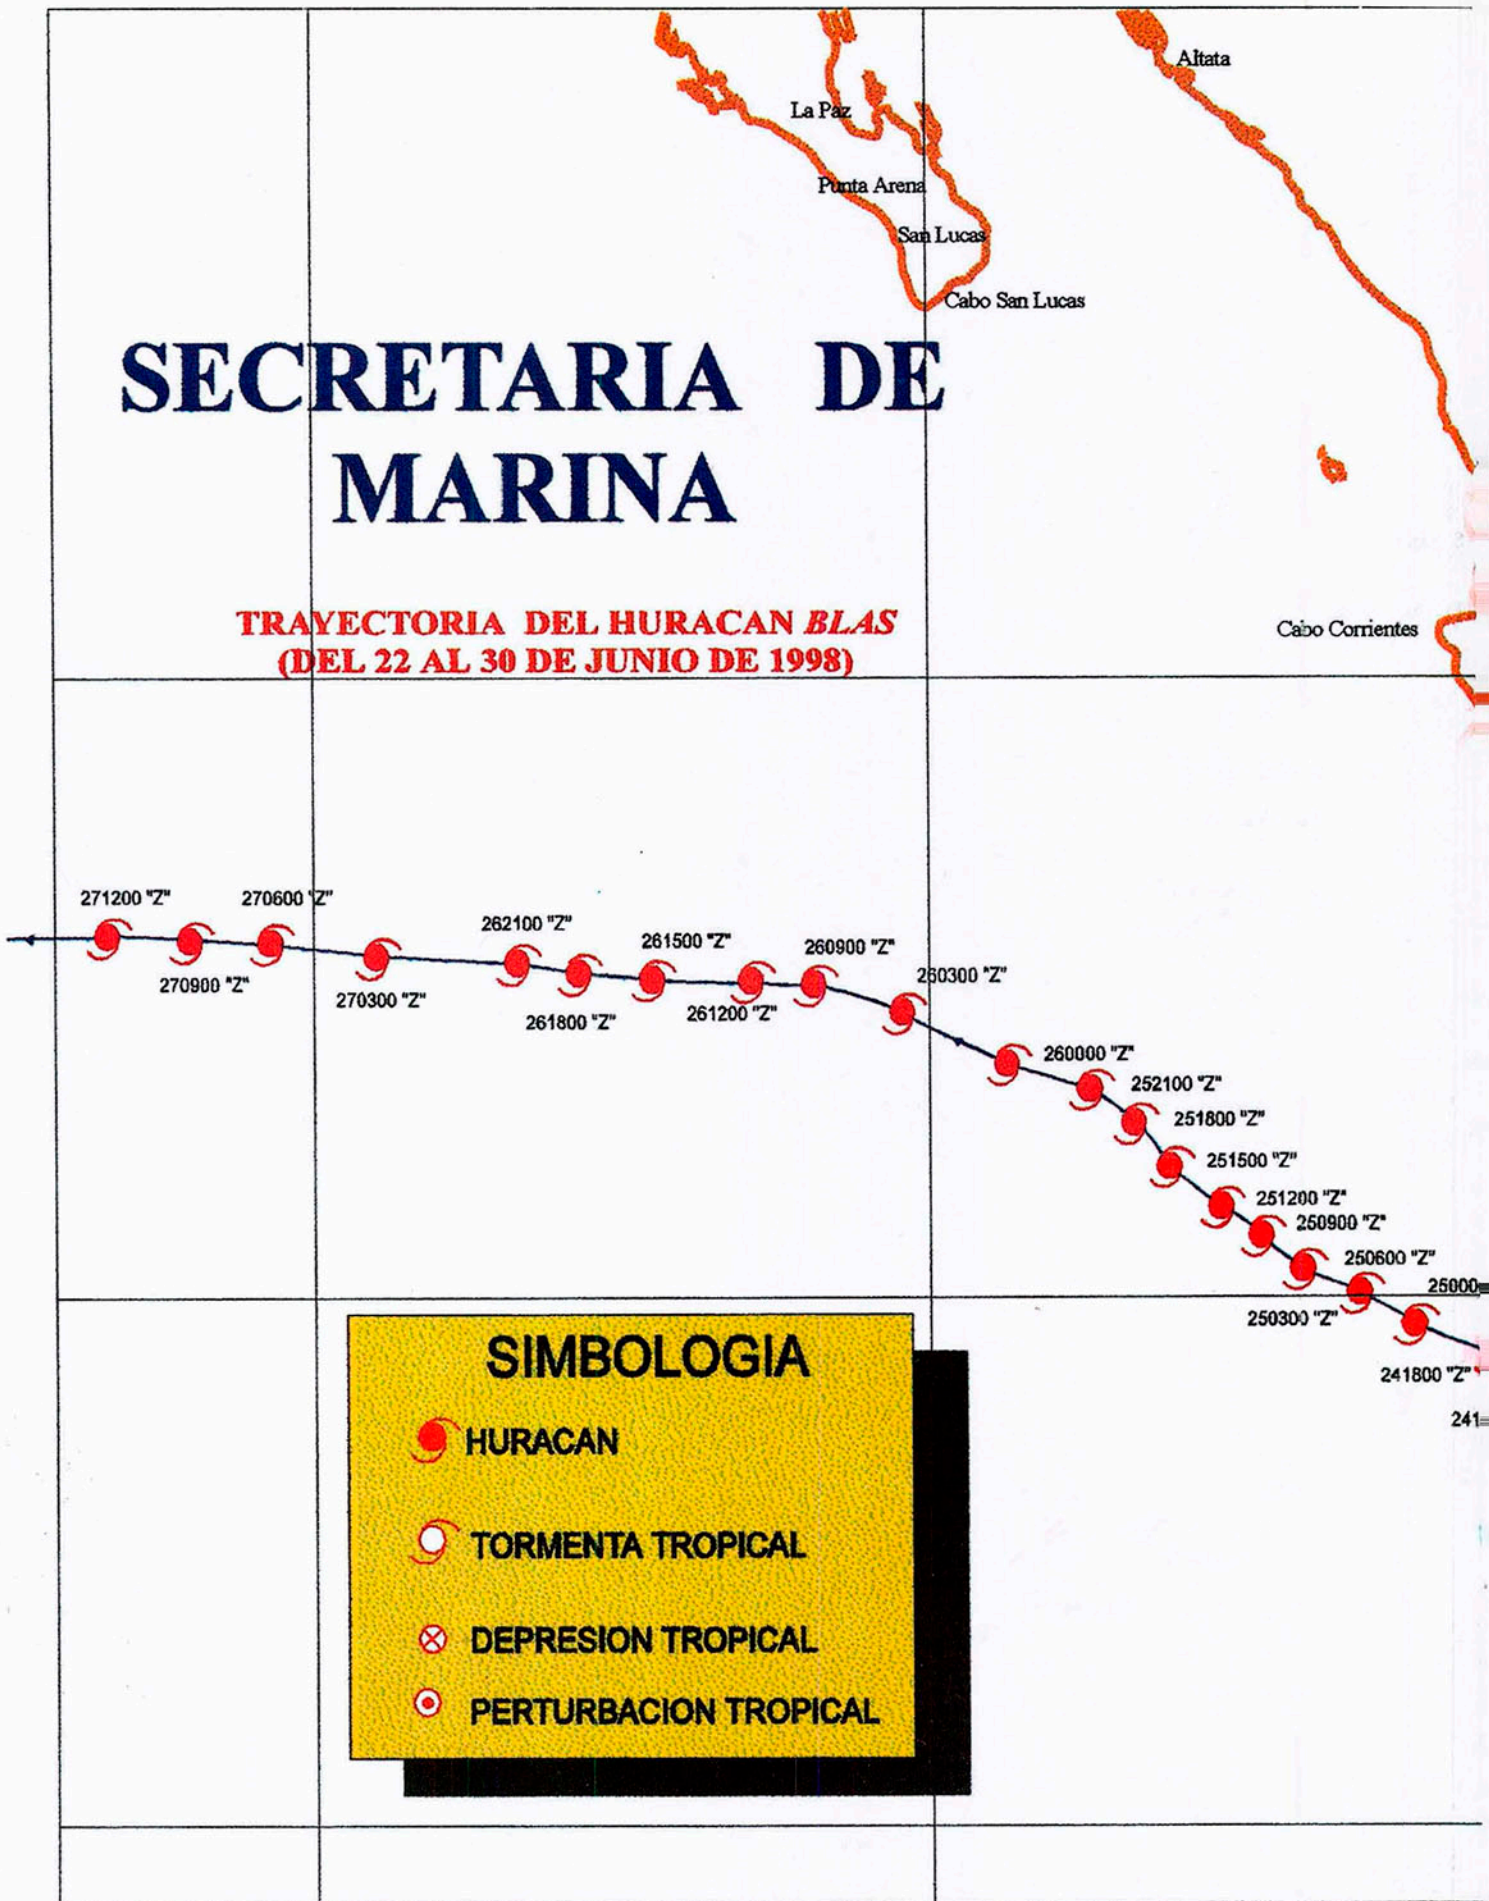 Altata
La Paz
Punta Arena
San Lucas
Cabo San Lucas
SECRETARIA DE
MARINA
TRAYECTORIA DEL HURACAN BLAS
(DEL 22 AL 30 DE JUNIO DE 1998)
Cabo Corrientes
271200 "Z"
270600 "Z"
262100 "Z"
261500 "Z"
260900 "Z"
260300 "Z"
270900 "Z"
270300 "Z"
261800 "Z"
261200 "Z"
260000 "Z"
252100 "Z"
251800 "Z"
251500 "Z"
251200 "Z"
250900 "Z"
250600 "Z"
25000
250300 "Z"
241800 "Z"
241
SIMBOLOGIA
HURACAN
TORMENTA TROPICAL
DEPRESION TROPICAL
PERTURBACION TROPICAL